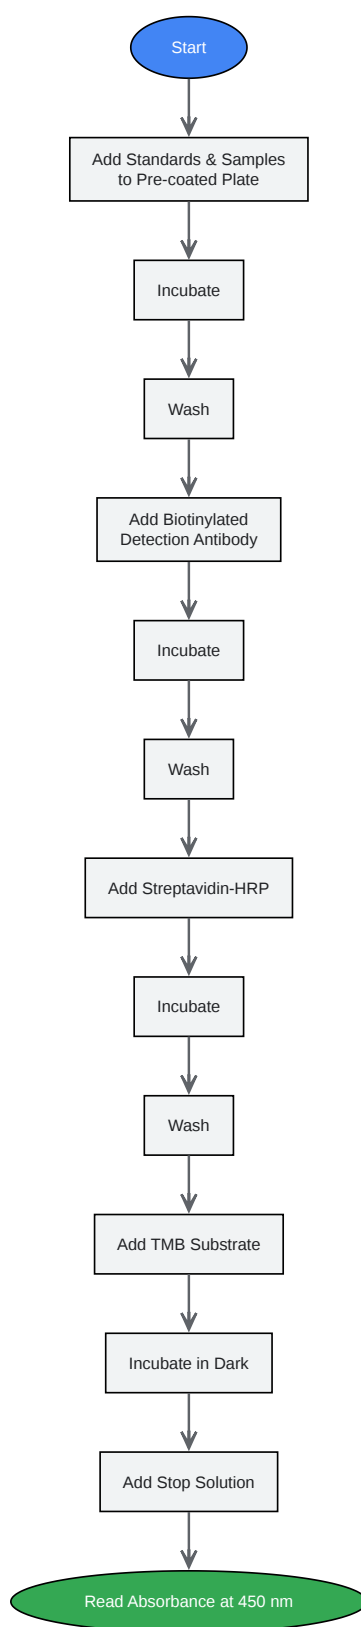 Start
Add Standards & Samples
to Pre-coated Plate
Incubate
Wash
Add Biotinylated
Detection Antibody
Incubate
Wash
Add Streptavidin-HRP
Incubate
Wash
Add TMB Substrate
Incubate in Dark
Add Stop Solution
Read Absorbance at 450 nm